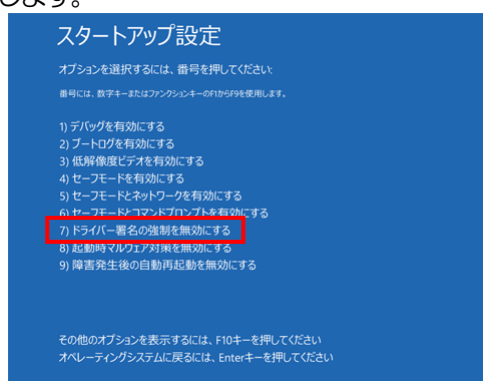 します。
スタートアップ設定
オプションを選択するには、番号を押してください:
番号には、数字キーまたはファンクションキーのF1からF9を使用します。
1) デバッグを有効にする
2) ブートログを有効にする
3) 低解像度ビデオを有効にする
4) セーフモードを有効にする
5) セーフモードとネットワークを有効にする
6) セーフモードとコマンドプロンプトを有効にする
7) ドライバー署名の強制を無効にする
8) 起動時マルウェア対策を無効にする
9) 障害発生後の自動再起動を無効にする
その他のオプションを表示するには、F10キーを押してください
オペレーティングシステムに戻るには、Enterキーを押してください